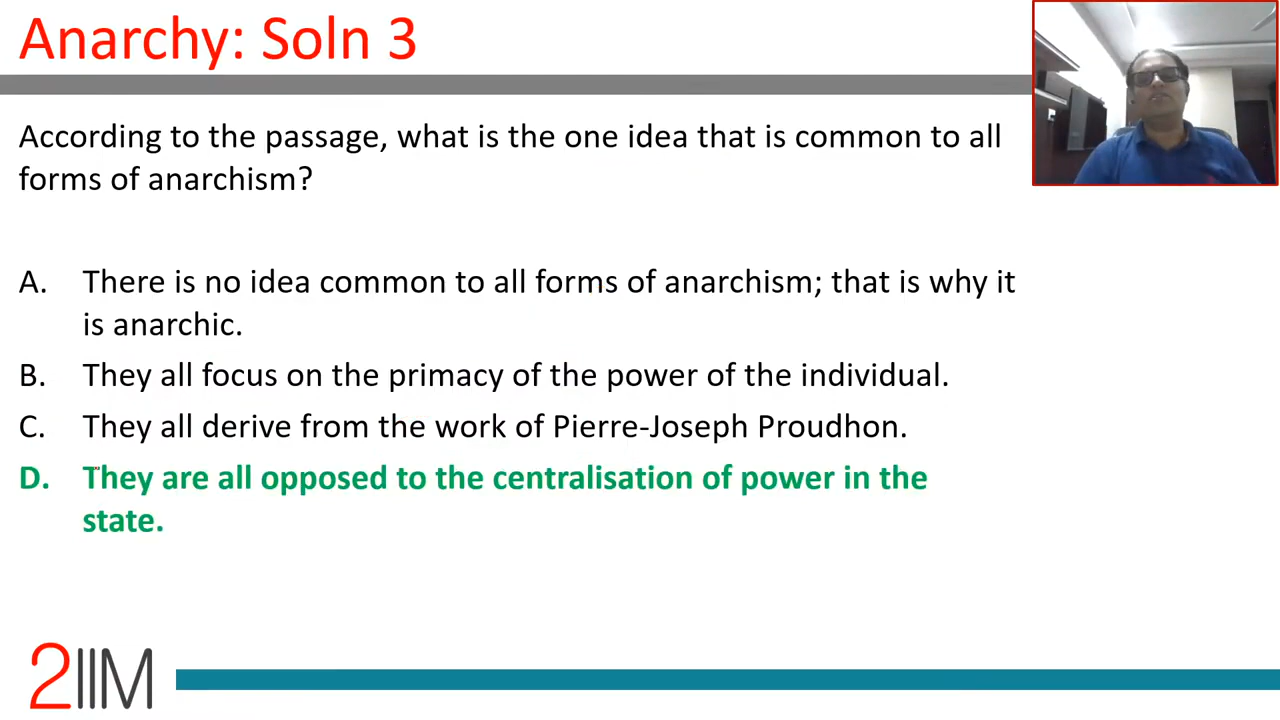 Anarchy: Soln 3
According to the passage, what is the one idea that is common to all
forms of anarchism?
A. There is no idea common to all forms of anarchism; that is why it
is anarchic.
B. They all focus on the primacy of the power of the individual.
C. They all derive from the work of Pierre-Joseph Proudhon.
D. They are all opposed to the centralisation of power in the
state.
2IIM